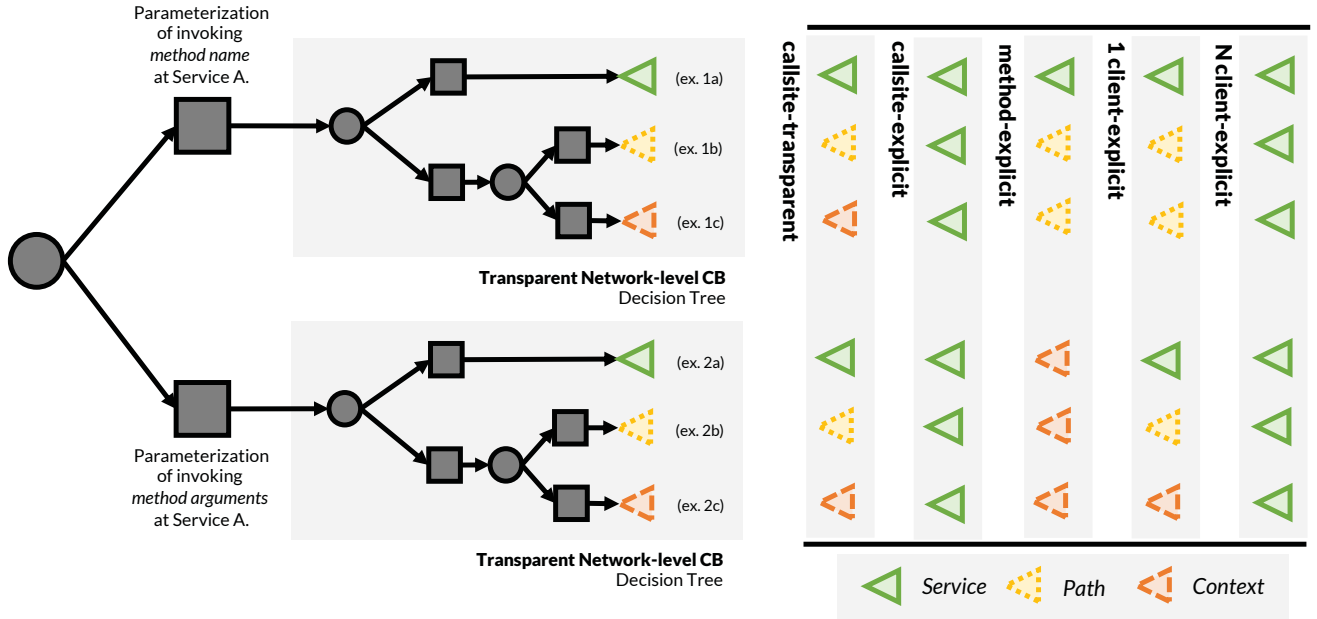 Parameterization
of invoking
method name
at Service A.
(ex. 1a)
(ex. 1b)
(ex. 1c)
Transparent Network-level CB
Decision Tree
(ex. 2a)
(ex. 2b)
(ex. 2c)
Parameterization
of invoking
method arguments
at Service A.
Transparent Network-level CB
Decision Tree
callsite-transparent
callsite-explicit
method-explicit
1 client-explicit
N client-explicit
Service
Path
Context